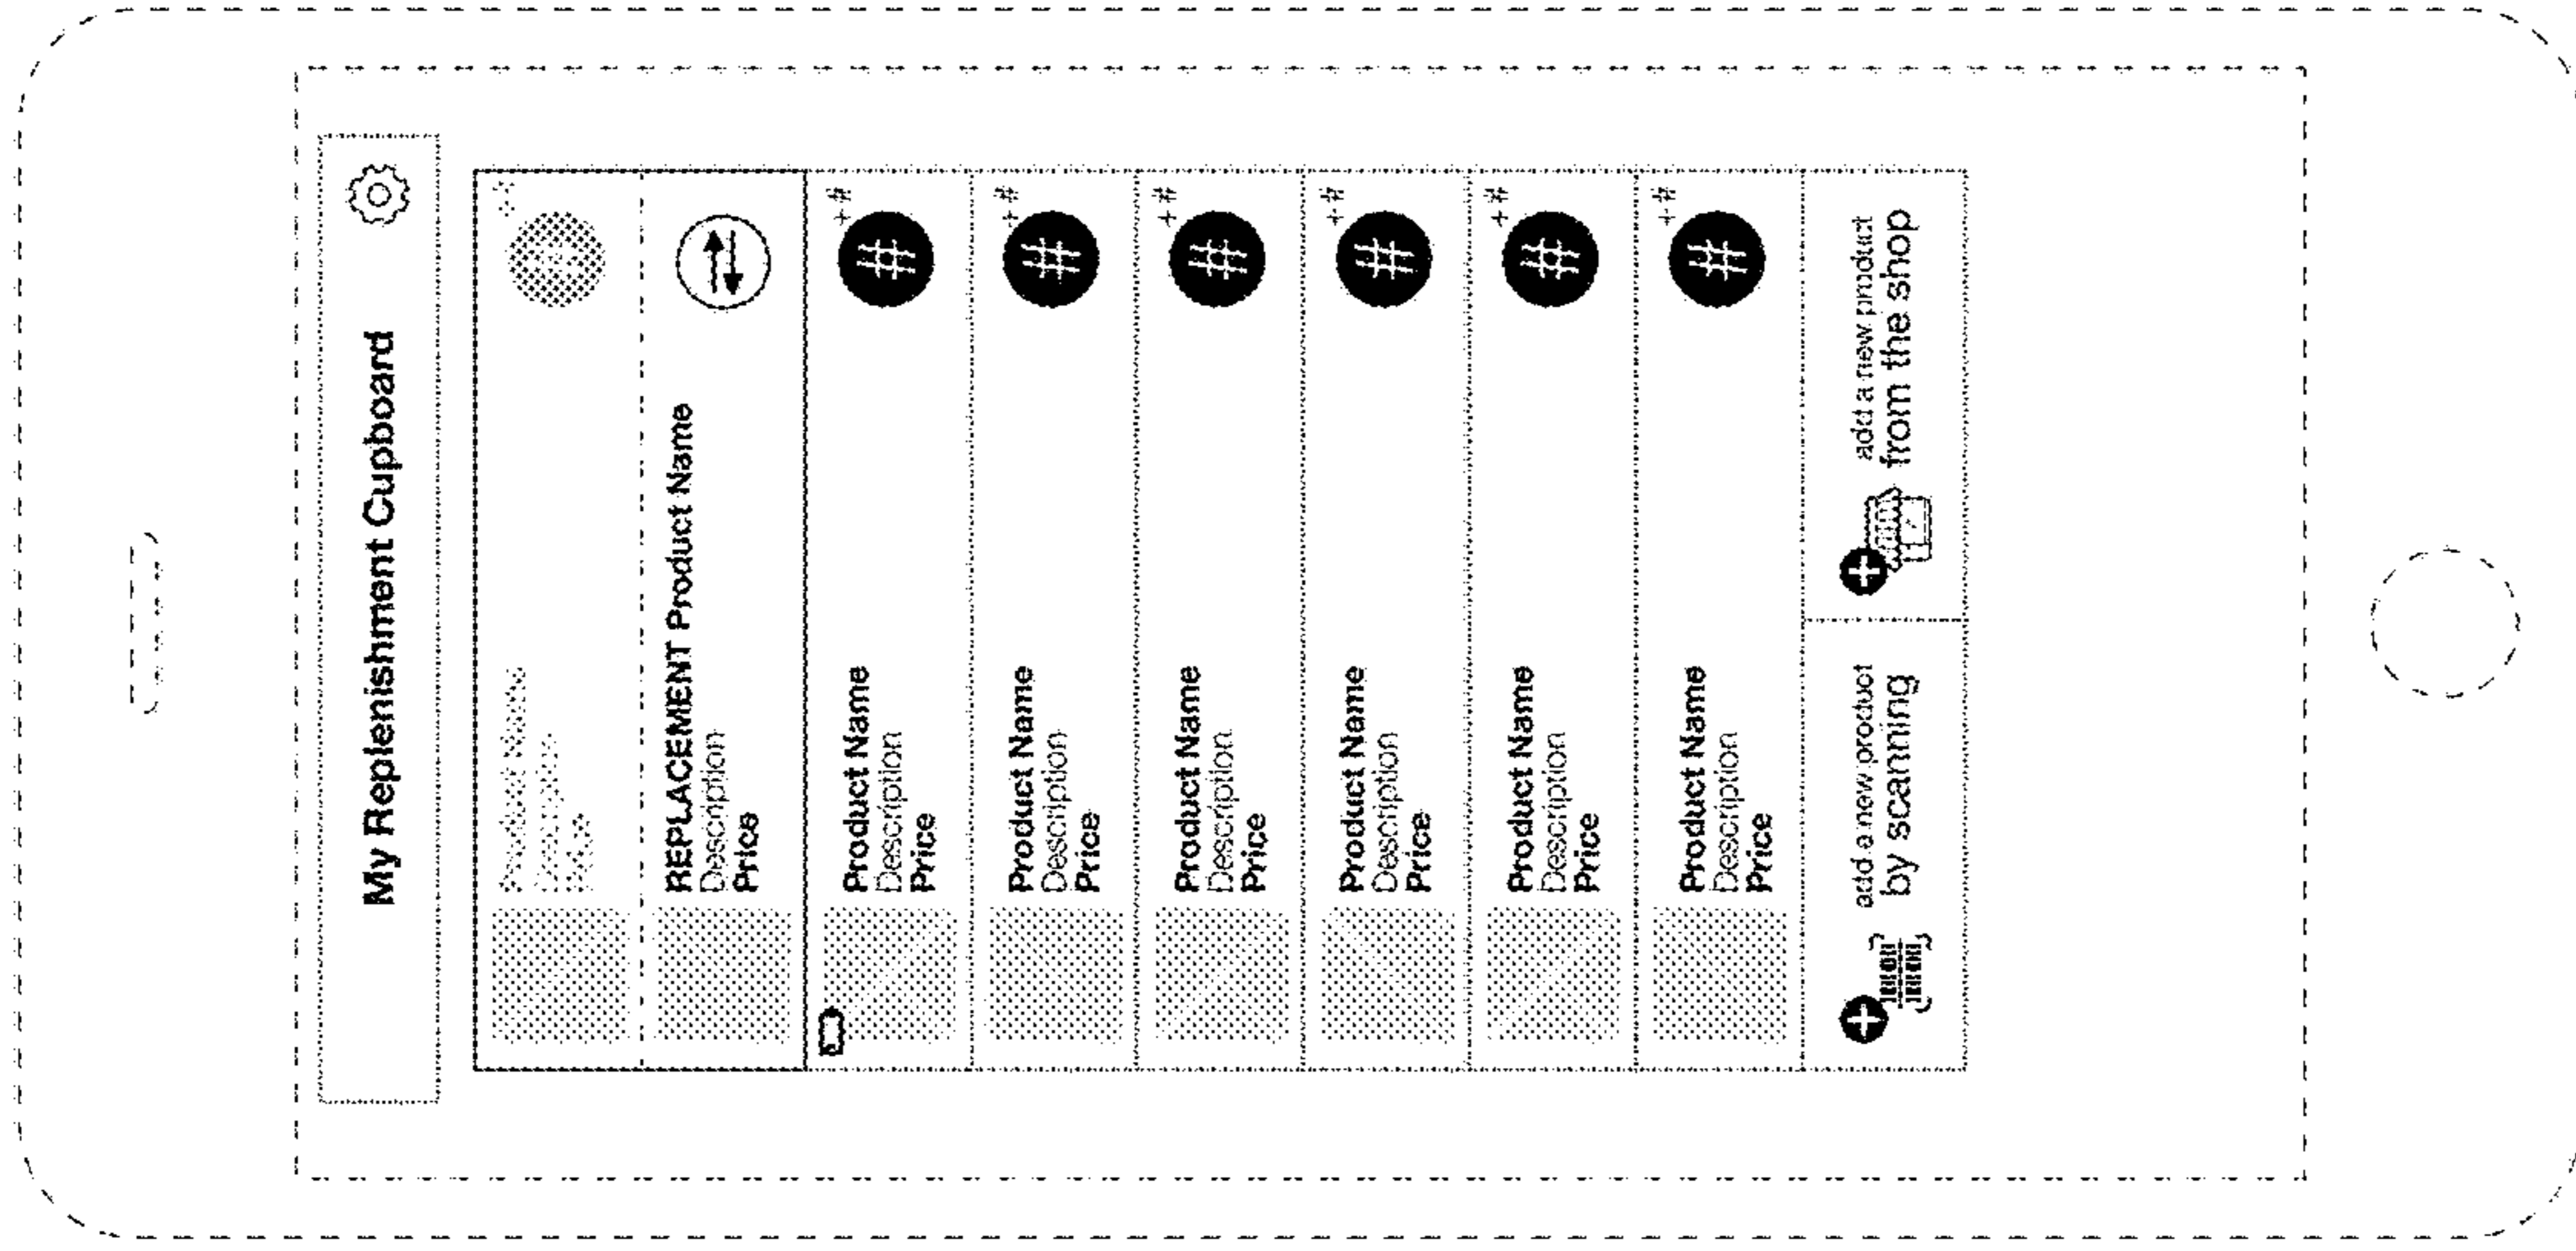 My Replenishment Cupboard
Product Name
REPLACEMENT Product Name
Description
Price
+#
#
Product Name
Description
Price
+#
#
Product Name
Description
Price
+#
#
Product Name
Description
Price
+#
#
Product Name
Description
Price
+#
#
Product Name
Description
Price
+#
#
Product Name
Description
Price
add a new product
by scanning
add a new product
from the shop